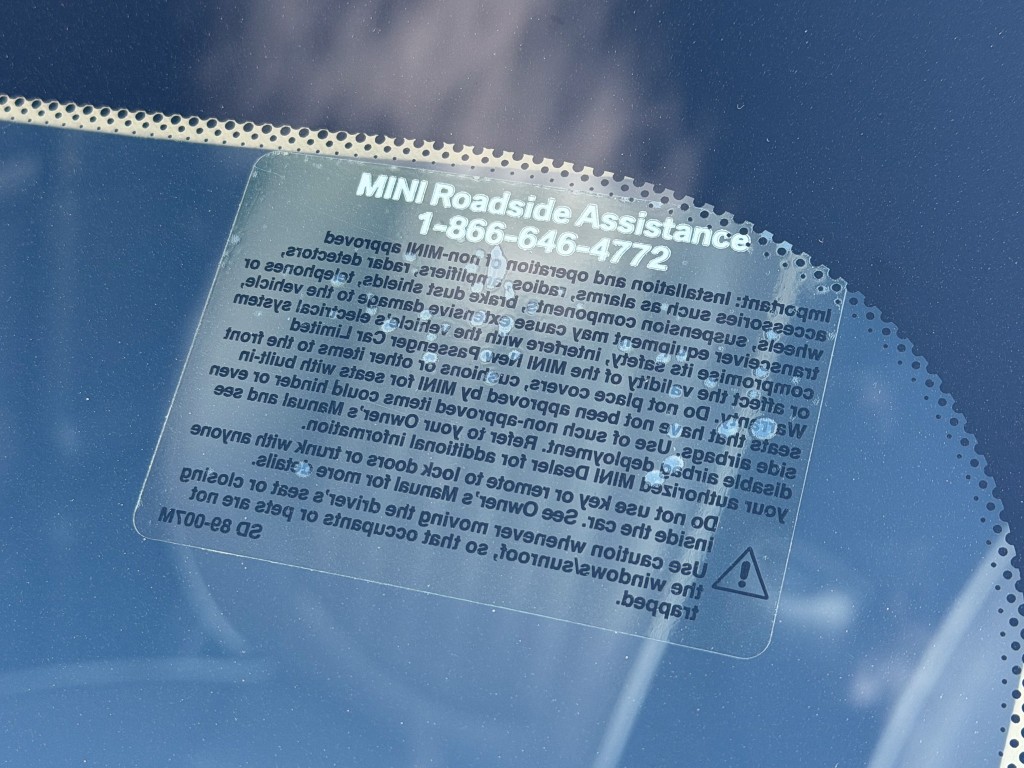 MINI Roadside Assistance
1-866-646-4772
Important: Installation and operation of non-MINI approved
accessories such as alarms, radios, amplifiers, radar detectors,
wheels, suspension components, brake dust shields, telephones or
transceiver equipment may cause extensive damage to the vehicle,
compromise its safety, interfere with the vehicle's electrical system
or affect the validity of the MINI New Passenger Car Limited
Warranty. Do not place covers, cushions or other items to the front
seats that have not been approved by MINI for seats with built-in
side airbags. Use of such non-approved items could hinder or even
disable airbag deployment. Refer to your Owner's Manual and see
your authorized MINI Dealer for additional information.
Do not use key or remote to lock doors or trunk with anyone
inside the car. See Owner's Manual for more details.
Use caution whenever moving the driver's seat or closing
the windows/sunroof, so that occupants or pets are not
trapped.
SD 89-007M